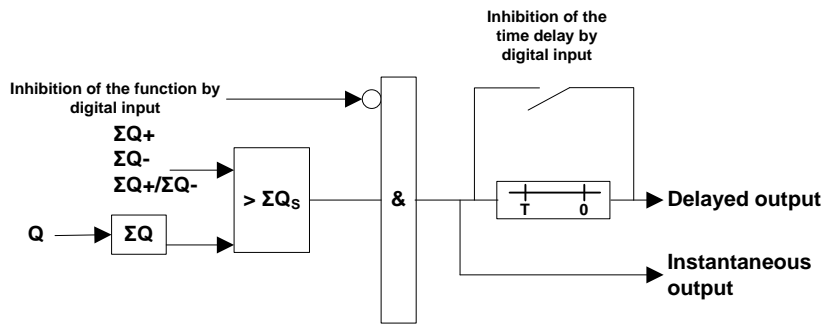 Inhibition of the
time delay by
digital input
Inhibition of the function by
digital input
ΣQ+
ΣQ-
ΣQ+/ΣQ-
> ΣQS
&
T 0
Delayed output
Q
ΣQ
Instantaneous
output